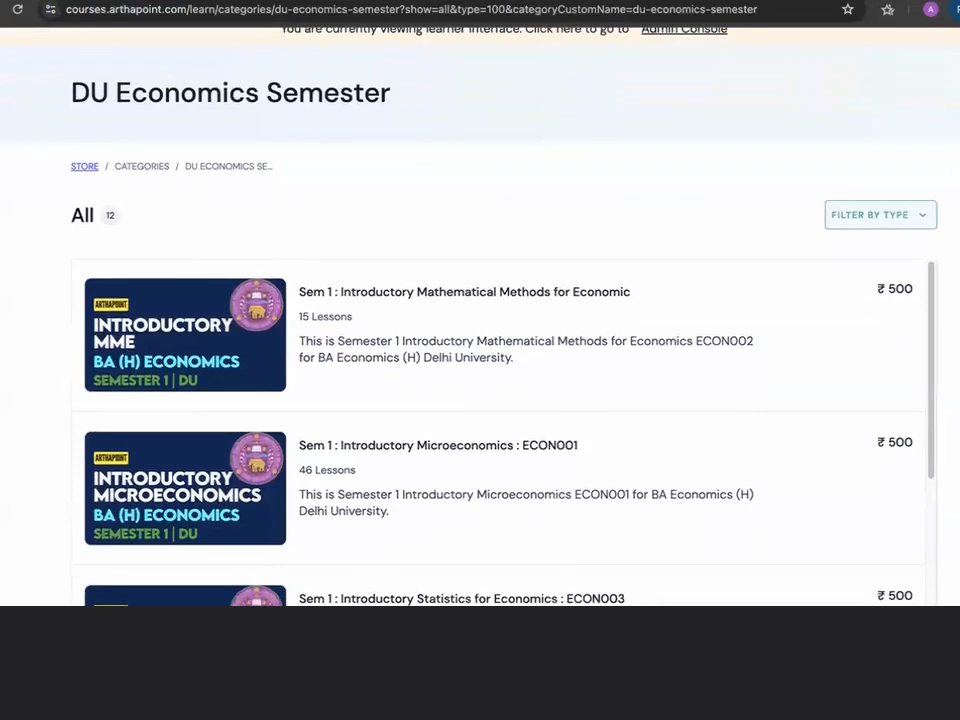 courses.arthapoint.com/learn/categories/du-economics-semester?show=all&type=100&categoryCustomName=du-economics-semester
A
You are currently viewing learner interface. Click here to go to Admin Console
DU Economics Semester
STORE / CATEGORIES / DU ECONOMICS SE...
All 12
FILTER BY TYPE
ARTHAPOINT
INTRODUCTORY
MME
BA (H) ECONOMICS
SEMESTER 1 | DU
Sem 1 : Introductory Mathematical Methods for Economic
₹ 500
15 Lessons
This is Semester 1 Introductory Mathematical Methods for Economics ECON002
for BA Economics (H) Delhi University.
ARTHAPOINT
INTRODUCTORY
MICROECONOMICS
BA (H) ECONOMICS
SEMESTER 1 | DU
Sem 1 : Introductory Microeconomics : ECON001
₹ 500
46 Lessons
This is Semester 1 Introductory Microeconomics ECON001 for BA Economics (H)
Delhi University.
Sem 1 : Introductory Statistics for Economics : ECON003
₹ 500